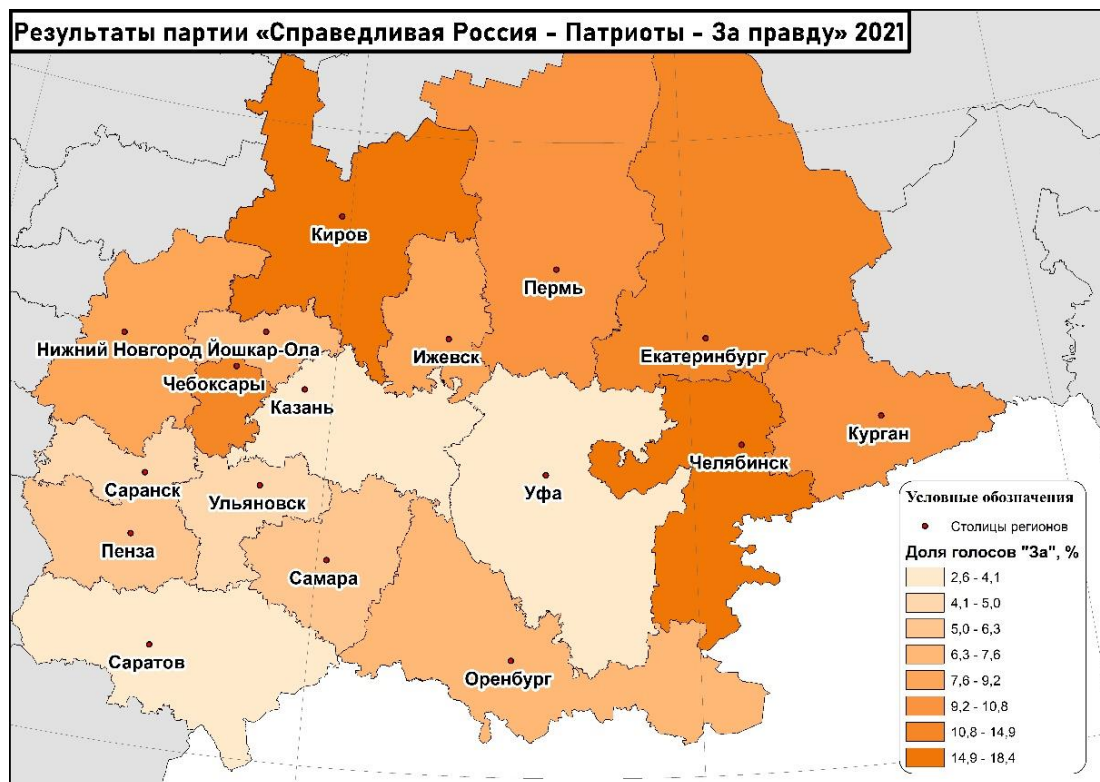 Результаты партии «Справедливая Россия - Патриоты - За правду» 2021
Киров
Пермь
Нижний Новгород
Йошкар-Ола
Ижевск
Екатеринбург
Чебоксары
Казань
Курган
Челябинск
Саранск
Ульяновск
Уфа
Пенза
Самара
Саратов
Оренбург
Условные обозначения
Столицы регионов
Доля голосов "За", %
2,6 - 4,1
4,1 - 5,0
5,0 - 6,3
6,3 - 7,6
7,6 - 9,2
9,2 - 10,8
10,8 - 14,9
14,9 - 18,4